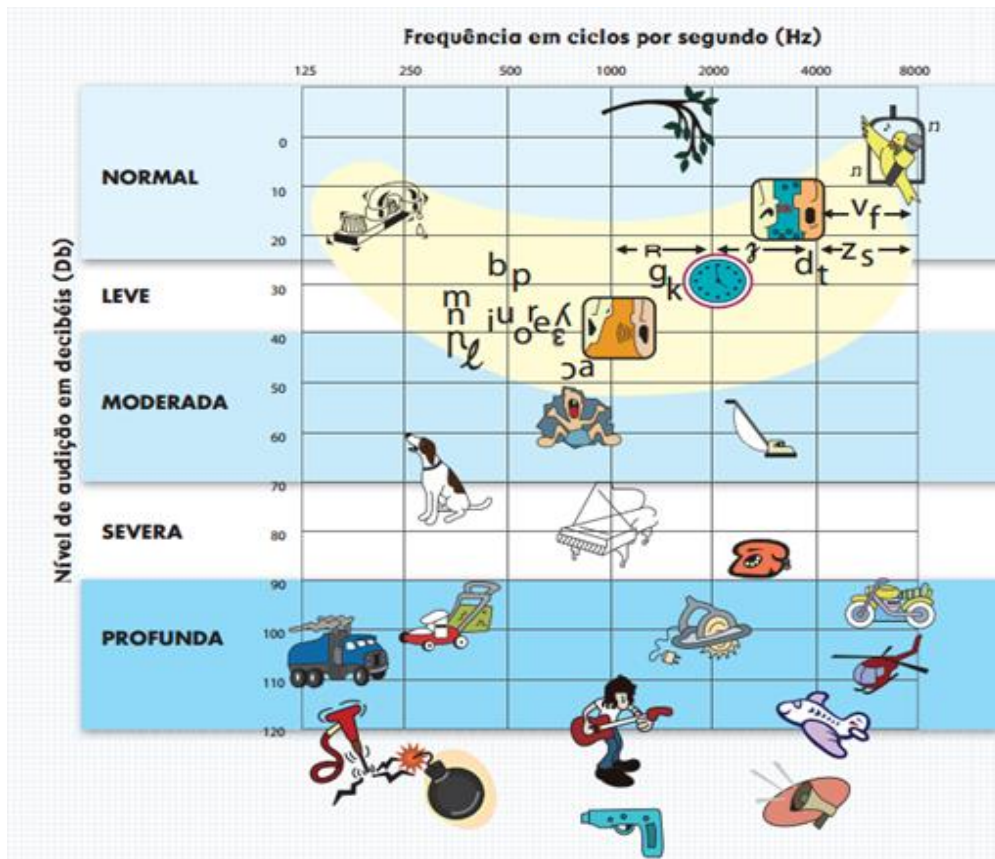 Frequência em ciclos por segundo (Hz)
125 250 500 1000 2000 4000 8000
Nível de audição em decibéis (Db)
0
NORMAL
10
v f
20
R ʒ z s
b p g k d t
LEVE
30
m
n i u r e ʎ
40
ɲ l o ɛ
ɔ a
50
MODERADA
60
70
SEVERA
80
90
PROFUNDA
100
110
120